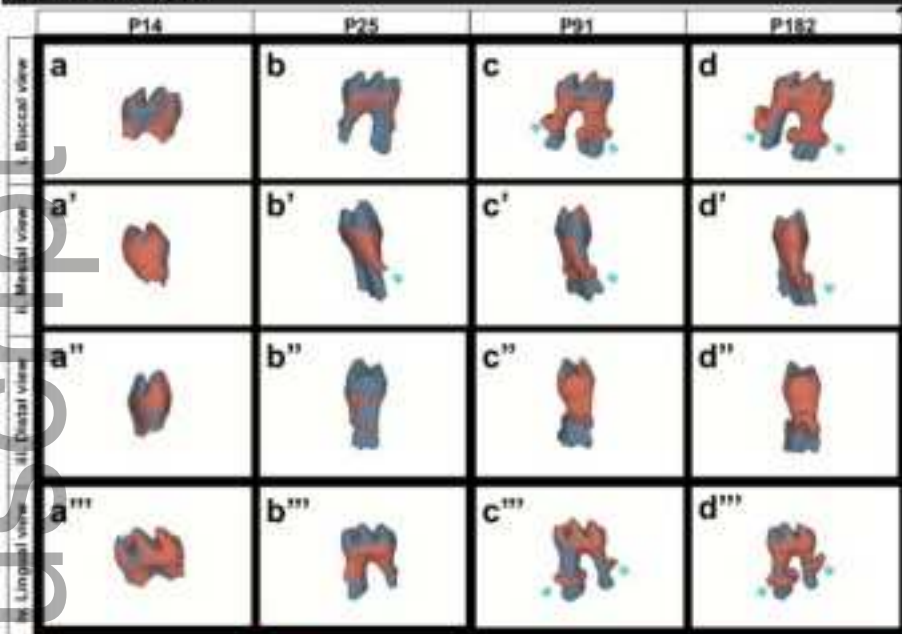 P14 P25 P91 P182
i. Buccal view
a b c d
ii. Mesial view
a' b' c' d'
iii. Distal view
a" b" c" d"
iv. Lingual view
a"' b"' c"' d"'